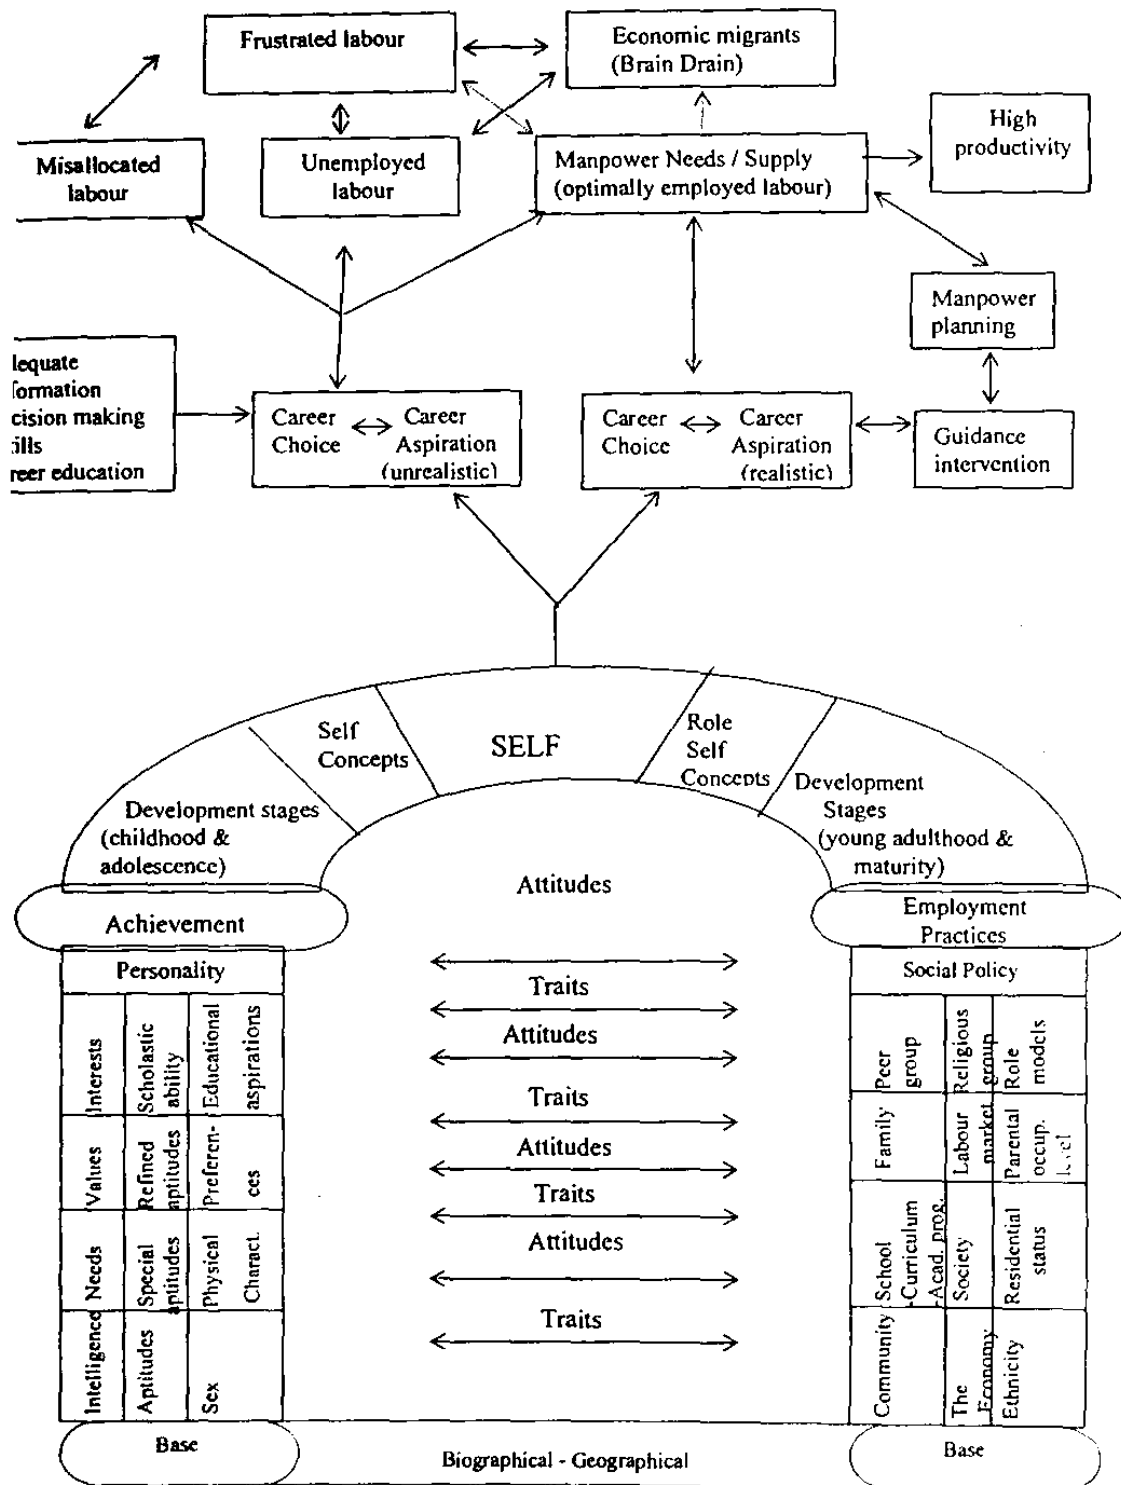 Frustrated labour
Economic migrants
(Brain Drain)
High
productivity
Misallocated
labour
Unemployed
labour
Manpower Needs / Supply
(optimally employed labour)
Manpower
planning
lequate
formation
cision making
ills
reer education
Career
Choice
Career
Aspiration
(unrealistic)
Career
Choice
Career
Aspiration
(realistic)
Guidance
intervention
Self
Concepts
SELF
Role
Self
Concepts
Development stages
(childhood &
adolescence)
Development
Stages
(young adulthood &
maturity)
Attitudes
Achievement
Employment
Practices
Personality
Social Policy
Traits
Attitudes
Traits
Attitudes
Traits
Attitudes
Traits
Interests
Scholastic
ability
Educational
aspirations
Values
Refined
aptitudes
Preferen-
ces
Needs
Special
aptitudes
Physical
Charact.
Intelligence
Aptitudes
Sex
Peer
group
Religious
group
Role
models
Family
Labour
market
Parental
occup.
level
School
-Curriculum
-Acad. prog.
Society
Residential
status
Community
The
Economy
Ethnicity
Base
Biographical - Geographical
Base